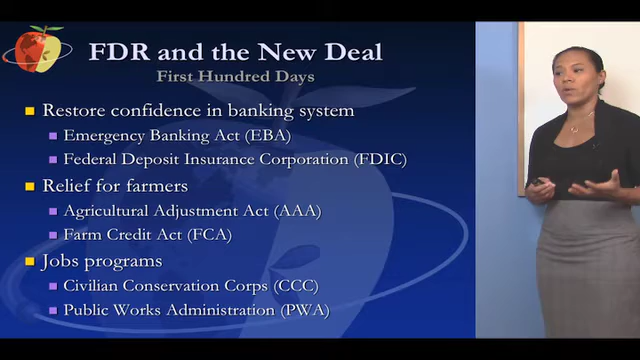 FDR and the New Deal
First Hundred Days
Restore confidence in banking system
Emergency Banking Act (EBA)
Federal Deposit Insurance Corporation (FDIC)
Relief for farmers
Agricultural Adjustment Act (AAA)
Farm Credit Act (FCA)
Jobs programs
Civilian Conservation Corps (CCC)
Public Works Administration (PWA)